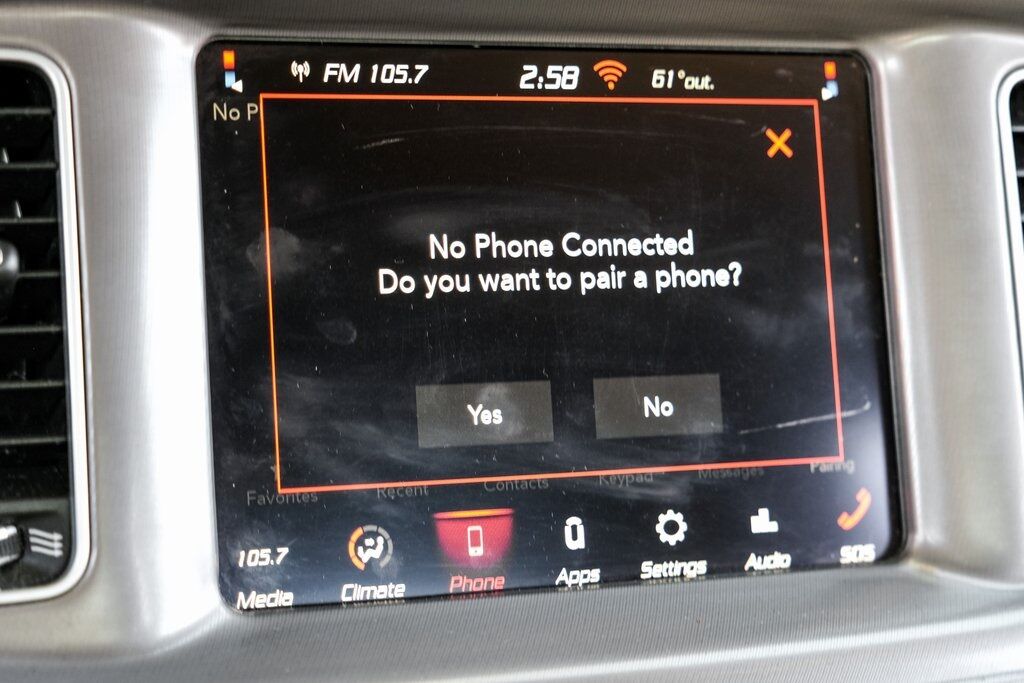 FM 105.7 2:58 61°out.
No P
No Phone Connected
Do you want to pair a phone?
Yes No
Favorites Recent Contacts Keypad Messages Pairing
105.7
Media Climate Phone Apps Settings Audio SOS